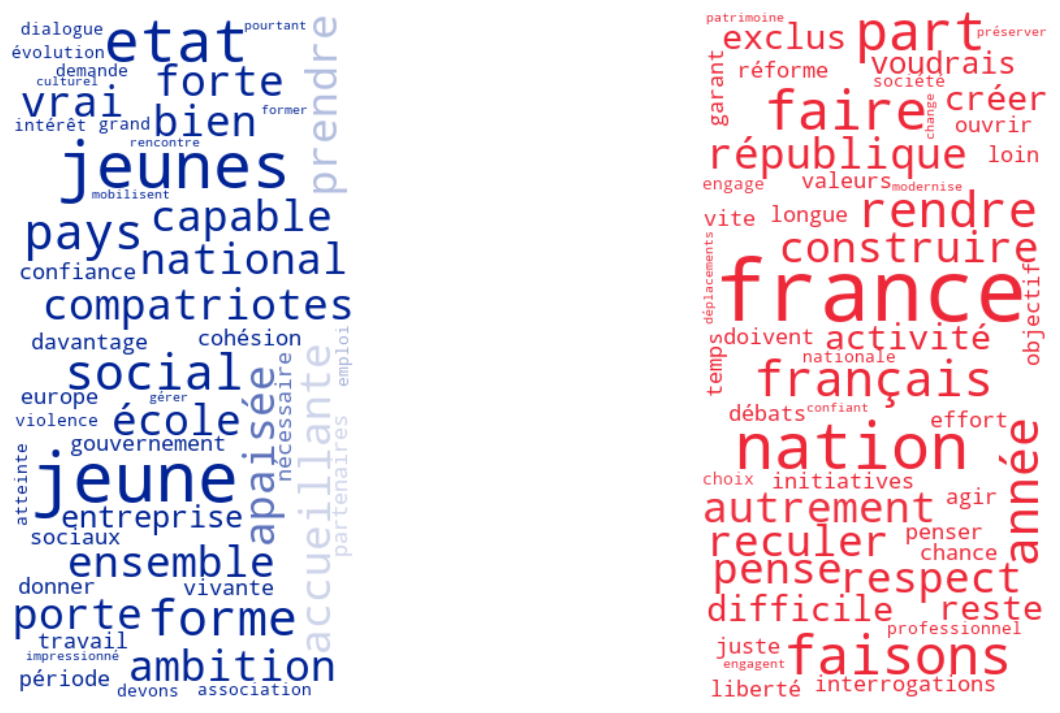 dialogue
etat
pourtant
évolution
demande
culturel
forte
prendre
vrai
former
intérêt
grand
bien
rencontre
jeunes
mobilisent
capable
pays
national
confiance
compatriotes
davantage
cohésion
emploi
social
nécessaire
europe
gérer
apaisée
violence
école
gouvernement
accueillante
partenaires
atteinte
jeune
entreprise
sociaux
ensemble
donner
vivante
porte
forme
travail
impressionné
ambition
période
devons
association
patrimoine
exclus
part
préserver
garant
réforme
voudrais
société
faire
change
créer
ouvrir
république
loin
engage
valeurs
modernise
vite
longue
rendre
construire
déplacements
france
objectif
doivent
activité
temps
nationale
français
débats
confiant
effort
nation
année
choix
initiatives
autrement
agir
reculer
penser
chance
pense
respect
difficile
reste
professionnel
juste
engagent
faisons
liberté
interrogations